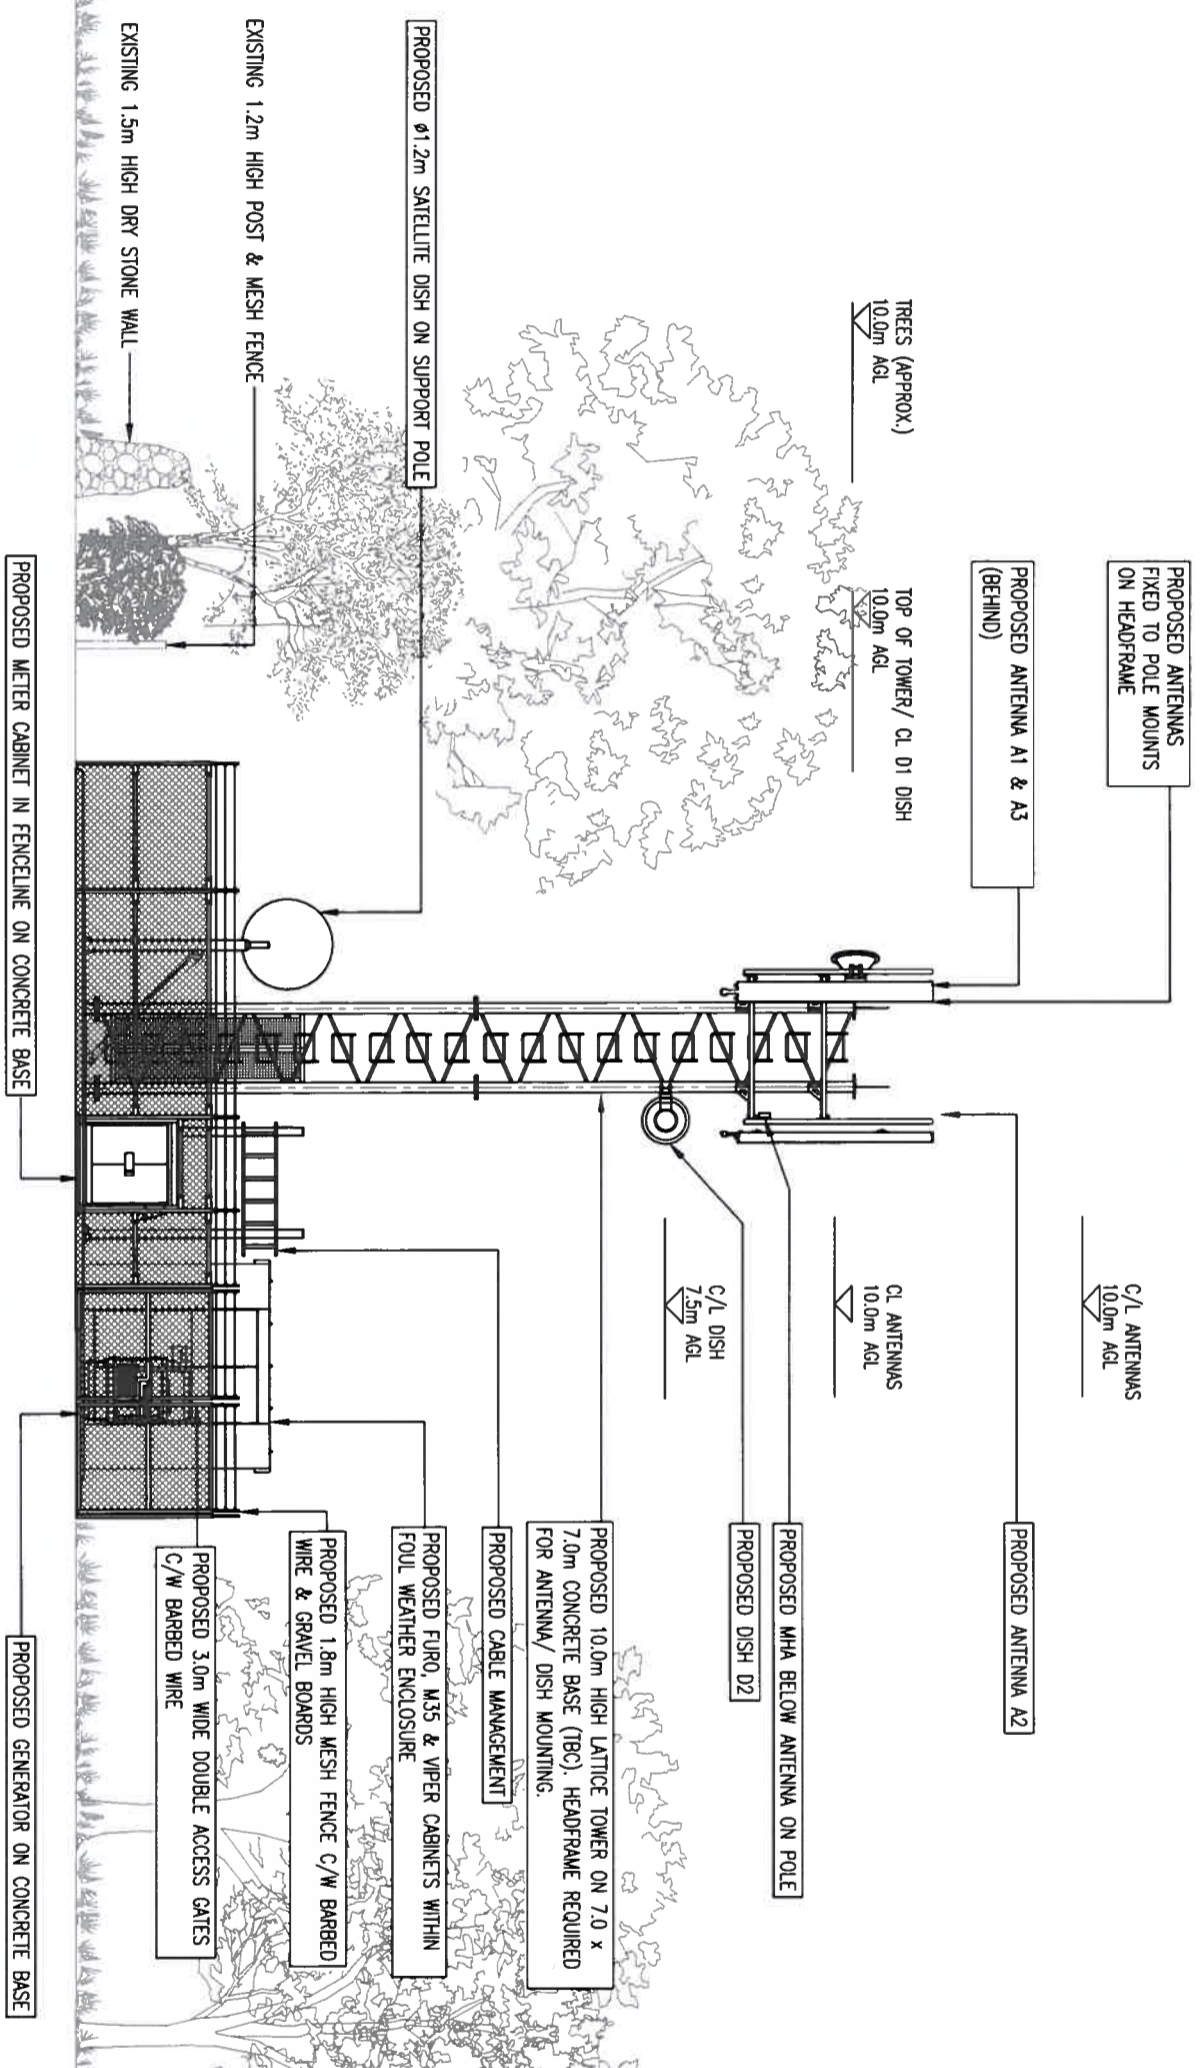 PROPOSED ANTENNAS
FIXED TO POLE MOUNTS
ON HEADFRAME
PROPOSED ANTENNA A1 & A3
(BEHIND)
TREES (APPROX.)
10.0m AGL
TOP OF TOWER/ CL D1 DISH
10.0m AGL
PROPOSED ø1.2m SATELLITE DISH ON SUPPORT POLE
EXISTING 1.2m HIGH POST & MESH FENCE
EXISTING 1.5m HIGH DRY STONE WALL
PROPOSED METER CABINET IN FENCELINE ON CONCRETE BASE
C/L ANTENNAS
10.0m AGL
CL ANTENNAS
10.0m AGL
C/L DISH
7.5m AGL
PROPOSED ANTENNA A2
PROPOSED MHA BELOW ANTENNA ON POLE
PROPOSED DISH D2
PROPOSED 10.0m HIGH LATTICE TOWER ON 7.0 x
7.0m CONCRETE BASE (TBC). HEADFRAME REQUIRED
FOR ANTENNA/ DISH MOUNTING.
PROPOSED CABLE MANAGEMENT
PROPOSED FURO, M35 & VIPER CABINETS WITHIN
FOUL WEATHER ENCLOSURE
PROPOSED 1.8m HIGH MESH FENCE C/W BARBED
WIRE & GRAVEL BOARDS
PROPOSED 3.0m WIDE DOUBLE ACCESS GATES
C/W BARBED WIRE
PROPOSED GENERATOR ON CONCRETE BASE